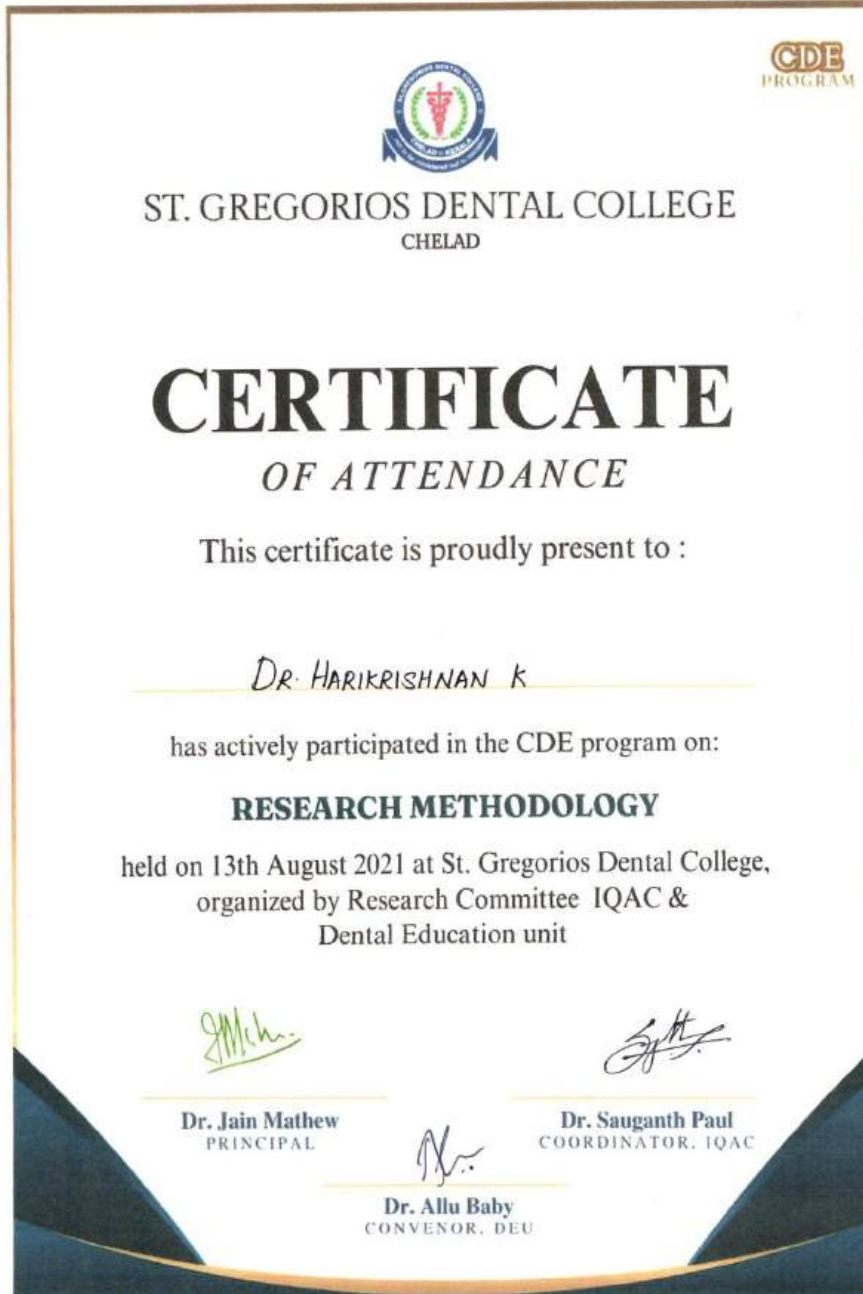 CDE
PROGRAM
ST. GREGORIOS DENTAL COLLEGE
CHELAD
CERTIFICATE
OF ATTENDANCE
This certificate is proudly present to :
DR. HARIKRISHNAN K
has actively participated in the CDE program on:
RESEARCH METHODOLOGY
held on 13th August 2021 at St. Gregorios Dental College,
organized by Research Committee IQAC &
Dental Education unit
Dr. Jain Mathew
PRINCIPAL
Dr. Sauganth Paul
COORDINATOR, IQAC
Dr. Allu Baby
CONVENOR, DEU